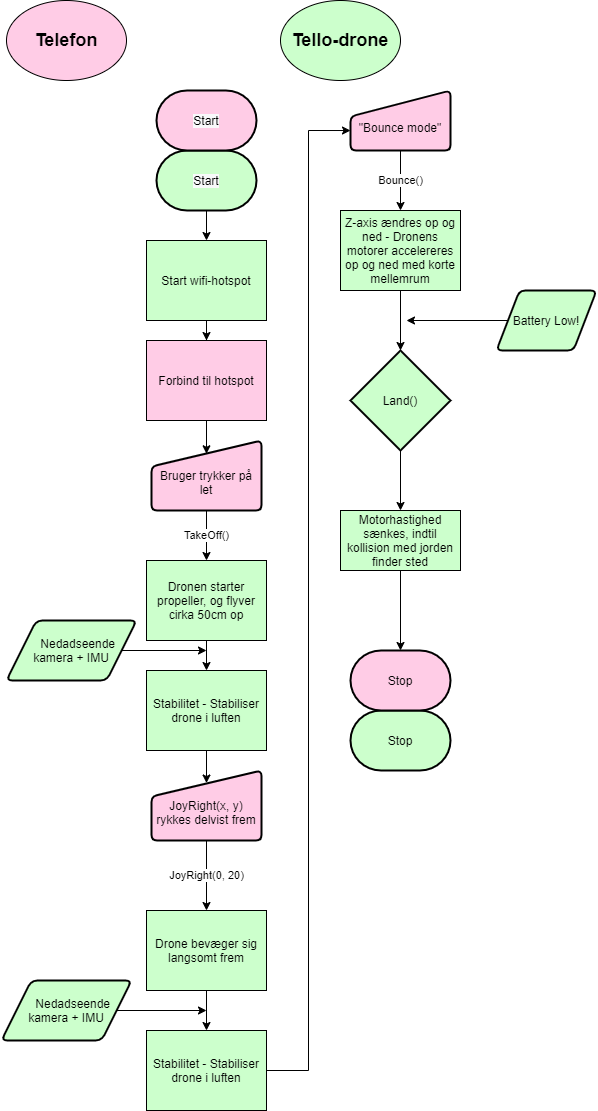 Telefon
Tello-drone
Start
Start
Start wifi-hotspot
Forbind til hotspot
Bruger trykker på
let
TakeOff()
Dronen starter
propeller, og flyver
cirka 50cm op
Nedadseende
kamera + IMU
Stabilitet - Stabiliser
drone i luften
JoyRight(x, y)
rykkes delvist frem
JoyRight(0, 20)
Drone bevæger sig
langsomt frem
Nedadseende
kamera + IMU
Stabilitet - Stabiliser
drone i luften
"Bounce mode"
Bounce()
Z-axis ændres op og
ned - Dronens
motorer accelereres
op og ned med korte
mellemrum
Battery Low!
Land()
Motorhastighed
sænkes, indtil
kollision med jorden
finder sted
Stop
Stop